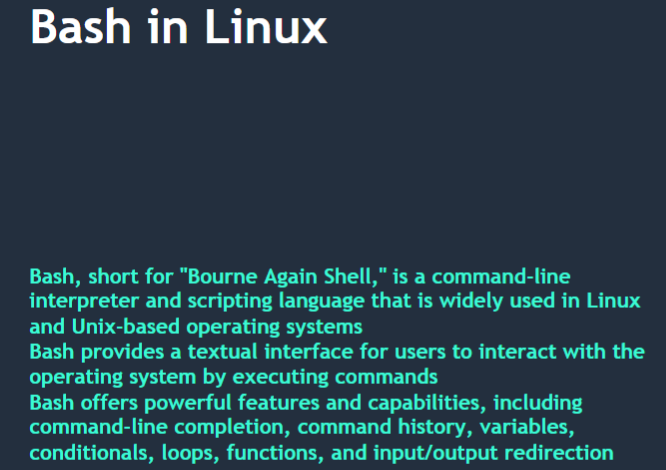 Bash in Linux
Bash, short for "Bourne Again Shell," is a command-line
interpreter and scripting language that is widely used in Linux
and Unix-based operating systems
Bash provides a textual interface for users to interact with the
operating system by executing commands
Bash offers powerful features and capabilities, including
command-line completion, command history, variables,
conditionals, loops, functions, and input/output redirection